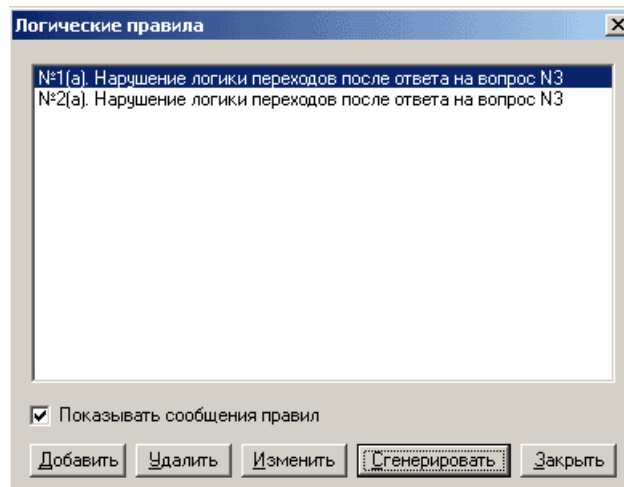 Логические правила
№1(а). Нарушение логики переходов после ответа на вопрос N3
№2(а). Нарушение логики переходов после ответа на вопрос N3
Показывать сообщения правил
Добавить Удалить Изменить Сгенерировать Закрыть